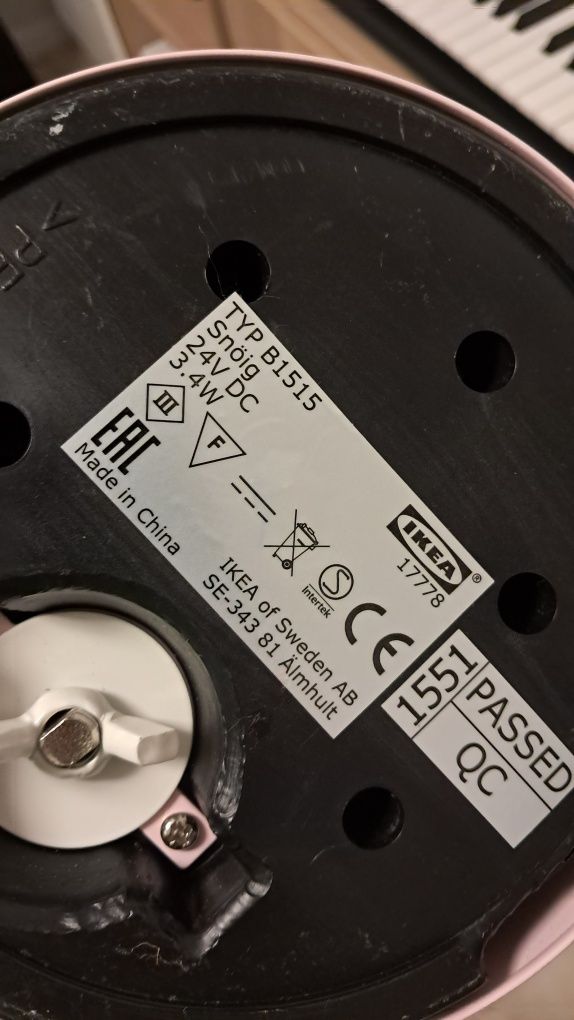 TYP B1515
Snöig
24V DC
3.4W
III
F
EAC
Made in China
IKEA®
17778
Intertek
CE
IKEA of Sweden AB
SE-343 81 Älmhult
1551
PASSED
QC